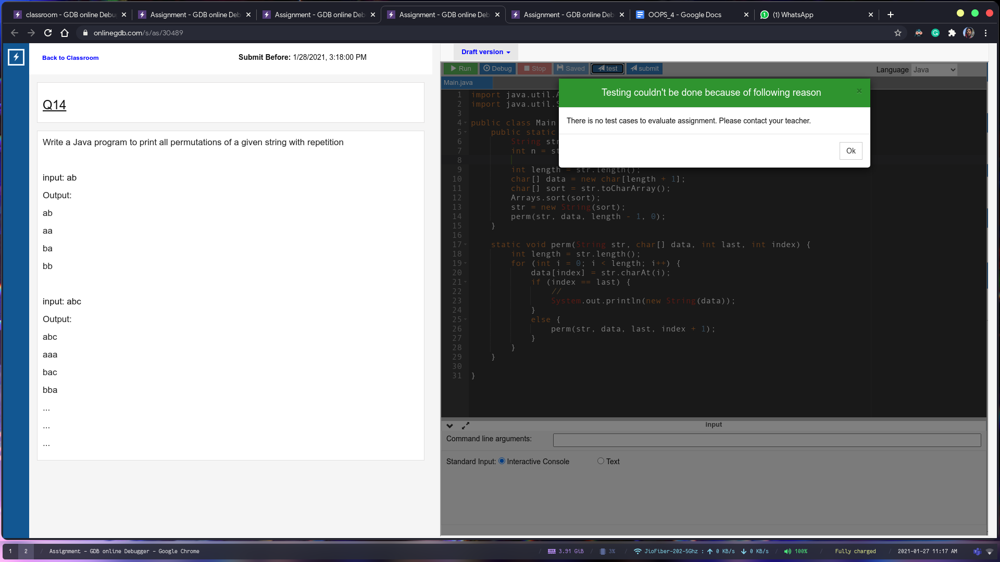 classroom - GDB online Debu
Assignment - GDB online Deb
Assignment - GDB online Deb
Assignment - GDB online Deb
Assignment - GDB online Deb
OOPS_4 - Google Docs
(1) WhatsApp
onlinegdb.com/s/as/30489
Back to Classroom
Submit Before: 1/28/2021, 3:18:00 PM
Q14
Write a Java program to print all permutations of a given string with repetition
input: ab
Output:
ab
aa
ba
bb
input: abc
Output:
abc
aaa
bac
bba
...
...
...
Draft version
Run
Debug
Stop
Saved
test
submit
Language Java
Main.java
Testing couldn't be done because of following reason
×
There is no test cases to evaluate assignment. Please contact your teacher.
Ok
1 import java.util.
2 import java.util.
3
4 public class Main
5 public static
6 String str
7 int n = st
8
9 int length = str.length();
10 char[] data = new char[length + 1];
11 char[] sort = str.toCharArray();
12 Arrays.sort(sort);
13 str = new String(sort);
14 perm(str, data, length - 1, 0);
15 }
16
17 static void perm(String str, char[] data, int last, int index) {
18 int length = str.length();
19 for (int i = 0; i < length; i++) {
20 data[index] = str.charAt(i);
21 if (index == last) {
22 //
23 System.out.println(new String(data));
24 }
25 else {
26 perm(str, data, last, index + 1);
27 }
28 }
29 }
30
31 }
input
Command line arguments:
Standard Input: Interactive Console Text
1 2 / Assignment - GDB online Debugger - Google Chrome
/ 3.91 GiB / 3% / JioFiber-202-5Ghz : 0 KB/s 0 KB/s / 100% / Fully charged / 2021-01-27 11:17 AM